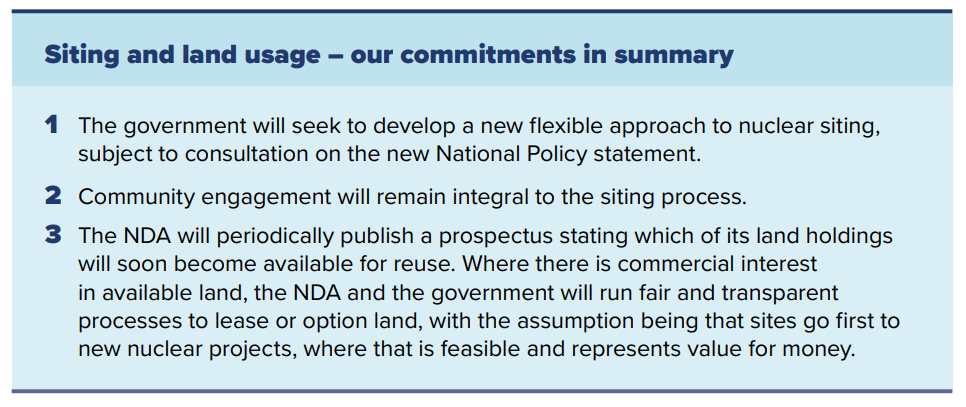 Siting and land usage – our commitments in summary
1 The government will seek to develop a new flexible approach to nuclear siting,
subject to consultation on the new National Policy statement.
2 Community engagement will remain integral to the siting process.
3 The NDA will periodically publish a prospectus stating which of its land holdings
will soon become available for reuse. Where there is commercial interest
in available land, the NDA and the government will run fair and transparent
processes to lease or option land, with the assumption being that sites go first to
new nuclear projects, where that is feasible and represents value for money.